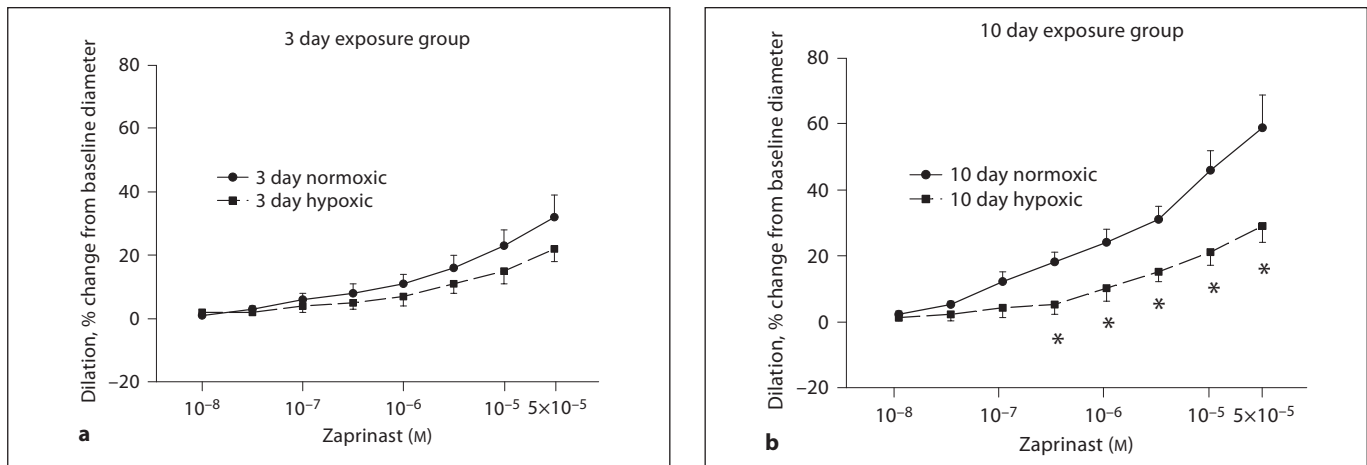 3 day exposure group
Dilation, % change from baseline diameter
80
60
40
20
0
–20
3 day normoxic
3 day hypoxic
10⁻⁸
10⁻⁷
10⁻⁶
10⁻⁵
5×10⁻⁵
Zaprinast (M)
a
10 day exposure group
Dilation, % change from baseline diameter
80
60
40
20
0
–20
10 day normoxic
10 day hypoxic
*
*
*
*
*
10⁻⁸
10⁻⁷
10⁻⁶
10⁻⁵
5×10⁻⁵
Zaprinast (M)
b